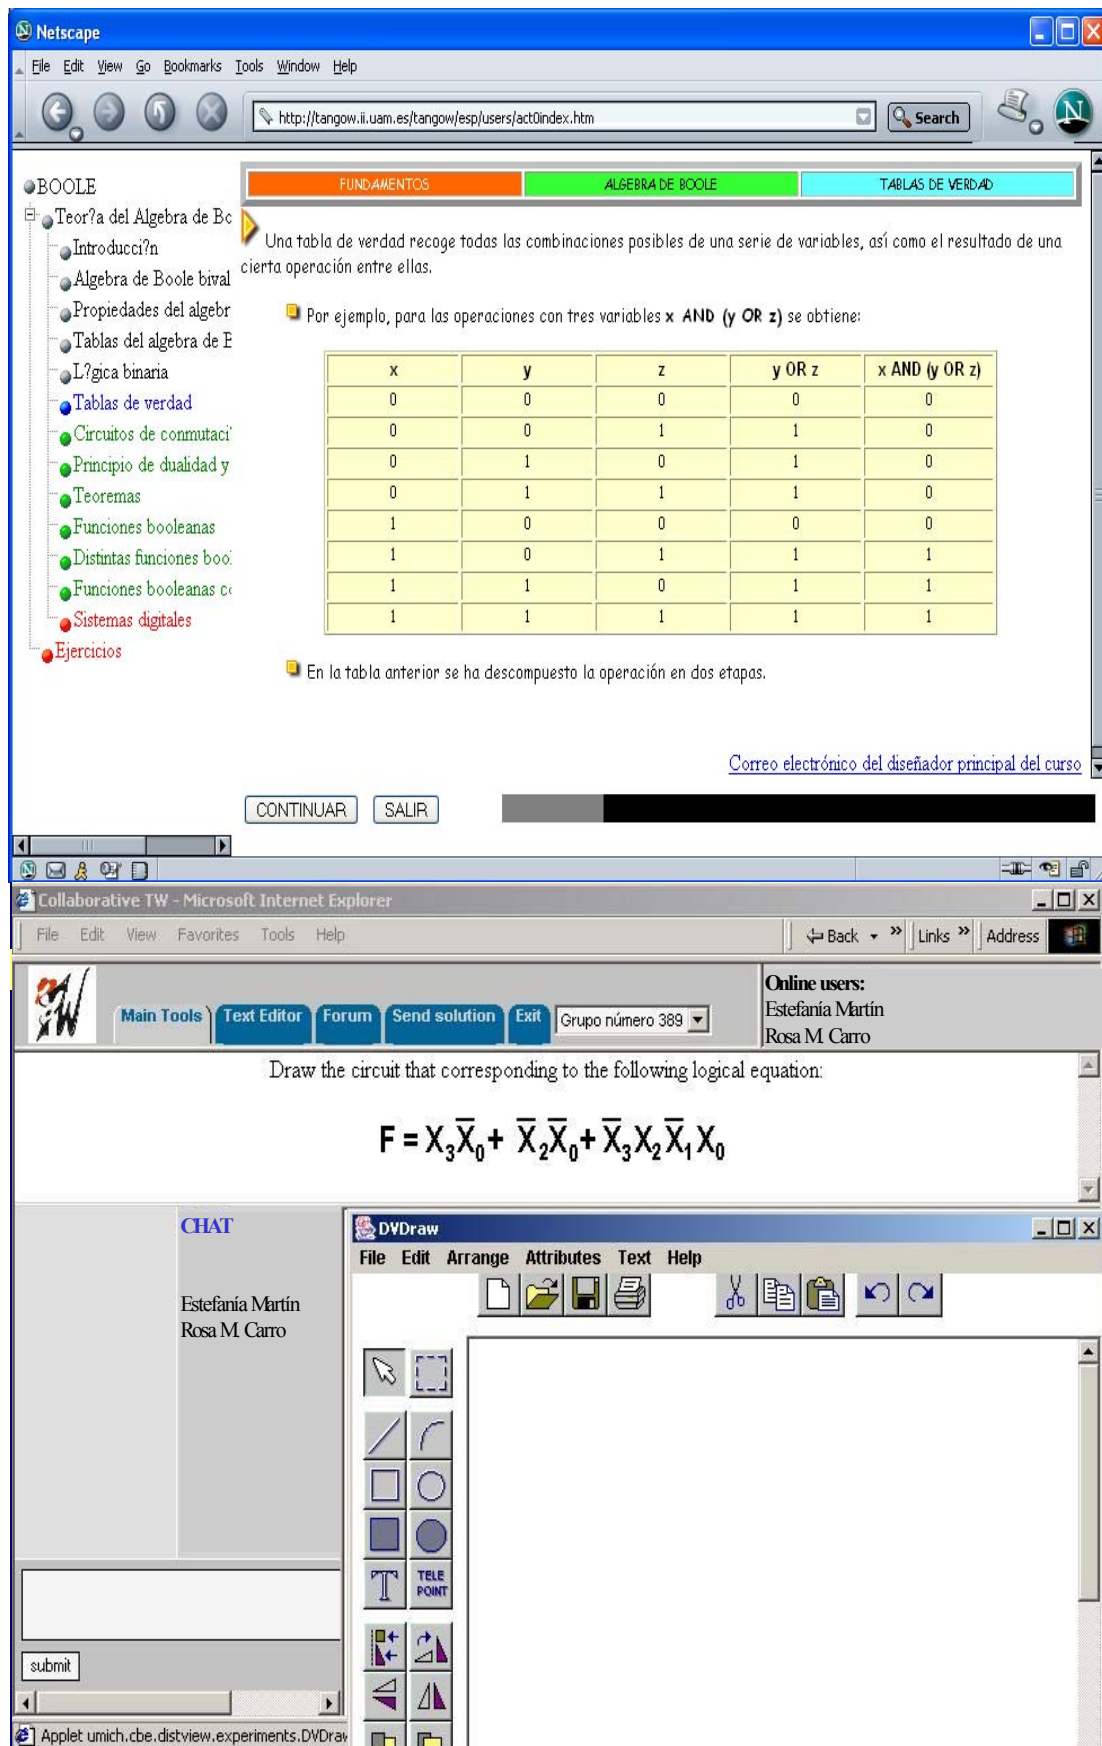 Netscape
File Edit View Go Bookmarks Tools Window Help
http://tangow.ii.uam.es/tangow/esp/users/act0index.htm
Search
N
BOOLE
Teor?a del Algebra de Bo
Introducci?n
Algebra de Boole bival
Propiedades del algebr
Tablas del algebra de B
L?gica binaria
Tablas de verdad
Circuitos de conmutaci
Principio de dualidad y
Teoremas
Funciones booleanas
Distintas funciones boo
Funciones booleanas co
Sistemas digitales
Ejercicios
FUNDAMENTOS ALGEBRA DE BOOLE TABLAS DE VERDAD
Una tabla de verdad recoge todas las combinaciones posibles de una serie de variables, así como el resultado de una
cierta operación entre ellas.
Por ejemplo, para las operaciones con tres variables x AND (y OR z) se obtiene:
x y z y OR z x AND (y OR z)
0 0 0 0 0
0 0 1 1 0
0 1 0 1 0
0 1 1 1 0
1 0 0 0 0
1 0 1 1 1
1 1 0 1 1
1 1 1 1 1
En la tabla anterior se ha descompuesto la operación en dos etapas.
Correo electrónico del diseñador principal del curso
CONTINUAR SALIR
Collaborative TW - Microsoft Internet Explorer
File Edit View Favorites Tools Help
Back Links Address
Main Tools Text Editor Forum Send solution Exit Grupo número 389
Online users:
Estefanía Martín
Rosa M. Carro
Draw the circuit that corresponding to the following logical equation:
F = X₃X̅₀ + X̅₂X̅₀ + X̅₃X₂X̅₁X₀
CHAT
Estefanía Martín
Rosa M. Carro
DVDraw
File Edit Arrange Attributes Text Help
T
TELE
POINT
submit
Applet umich.cbe.distview.experiments.DVDraw